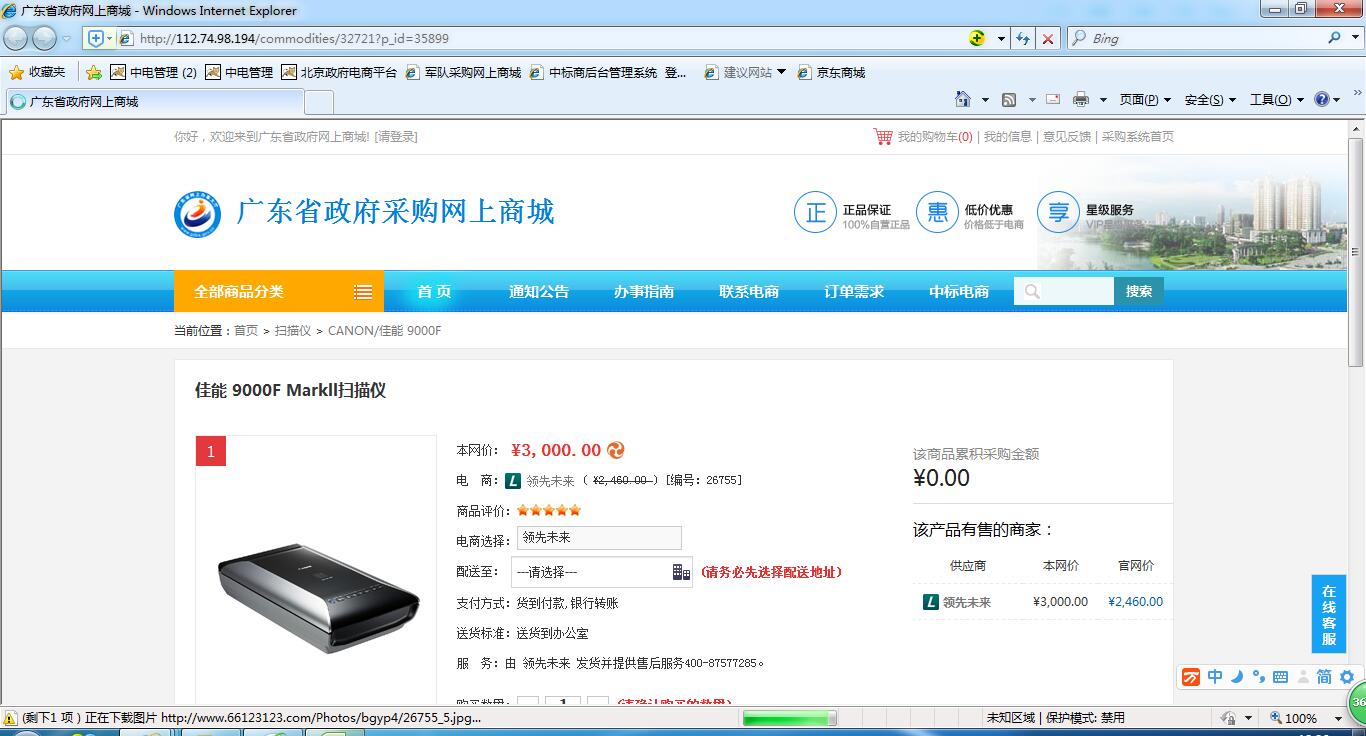 广东省政府网上商城 - Windows Internet Explorer
http://112.74.98.194/commodities/32721?p_id=35899
Bing
收藏夹 中电管理 (2) 中电管理 北京政府电商平台 军队采购网上商城 中标商后台管理系统 登... 建议网站 京东商城
广东省政府网上商城
页面(P) 安全(S) 工具(O)
你好，欢迎来到广东省政府网上商城! [请登录]
我的购物车(0) | 我的信息 | 意见反馈 | 采购系统首页
广东省政府采购网上商城
正 正品保证
100%自营正品
惠 低价优惠
价格低于电商
享 星级服务
VIP星级服务
全部商品分类 首 页 通知公告 办事指南 联系电商 订单需求 中标电商 搜索
当前位置：首页 > 扫描仪 > CANON/佳能 9000F
佳能 9000F MarkII扫描仪
1
本网价： ¥3,000.00
电 商： L 领先未来 ( ¥2,460.00 ) [编号: 26755]
商品评价：
电商选择： 领先未来
配送至： ---请选择--- (请务必先选择配送地址)
支付方式：货到付款,银行转账
送货标准：送货到办公室
服 务：由 领先未来 发货并提供售后服务400-87577285。
购买数量： 1 (请确认购买的数量)
该商品累积采购金额
¥0.00
该产品有售的商家：
供应商 本网价 官网价
L 领先未来 ¥3,000.00 ¥2,460.00
在线客服
中 简
36
(剩下1 项 ) 正在下载图片 http://www.66123123.com/Photos/bgyp4/26755_5.jpg...
未知区域 | 保护模式: 禁用
100%